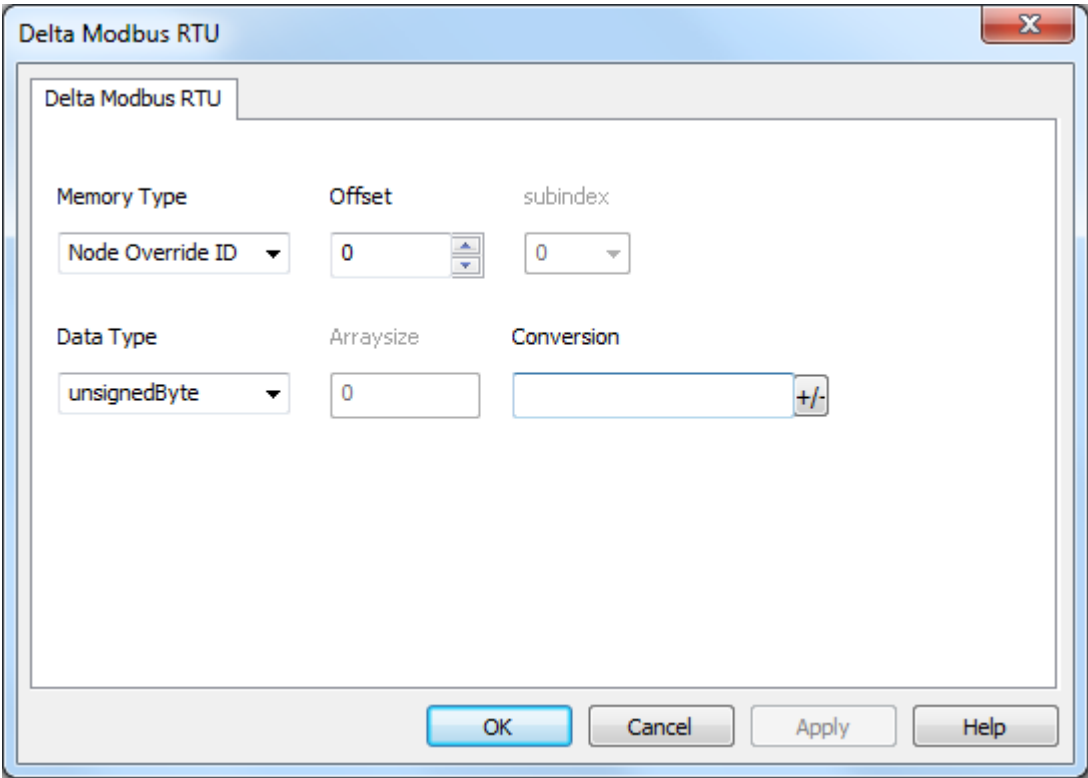 Delta Modbus RTU
Delta Modbus RTU
Memory Type Offset subindex
Node Override ID 0 0
Data Type Arraysize Conversion
unsignedByte 0 +/-
OK Cancel Apply Help